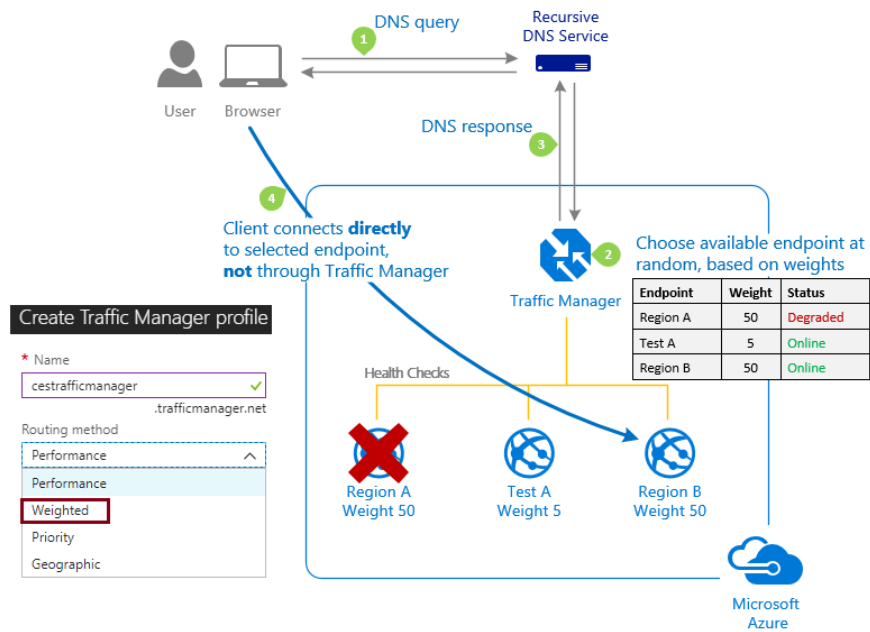 DNS query
1
Recursive
DNS Service
User
Browser
DNS response
3
4
Client connects directly
to selected endpoint,
not through Traffic Manager
2
Choose available endpoint at
random, based on weights
Traffic Manager
Endpoint Weight Status
Region A 50 Degraded
Test A 5 Online
Region B 50 Online
Create Traffic Manager profile
* Name
cestrafficmanager
.trafficmanager.net
Routing method
Performance
Performance
Weighted
Priority
Geographic
Health Checks
Region A
Weight 50
Test A
Weight 5
Region B
Weight 50
Microsoft
Azure